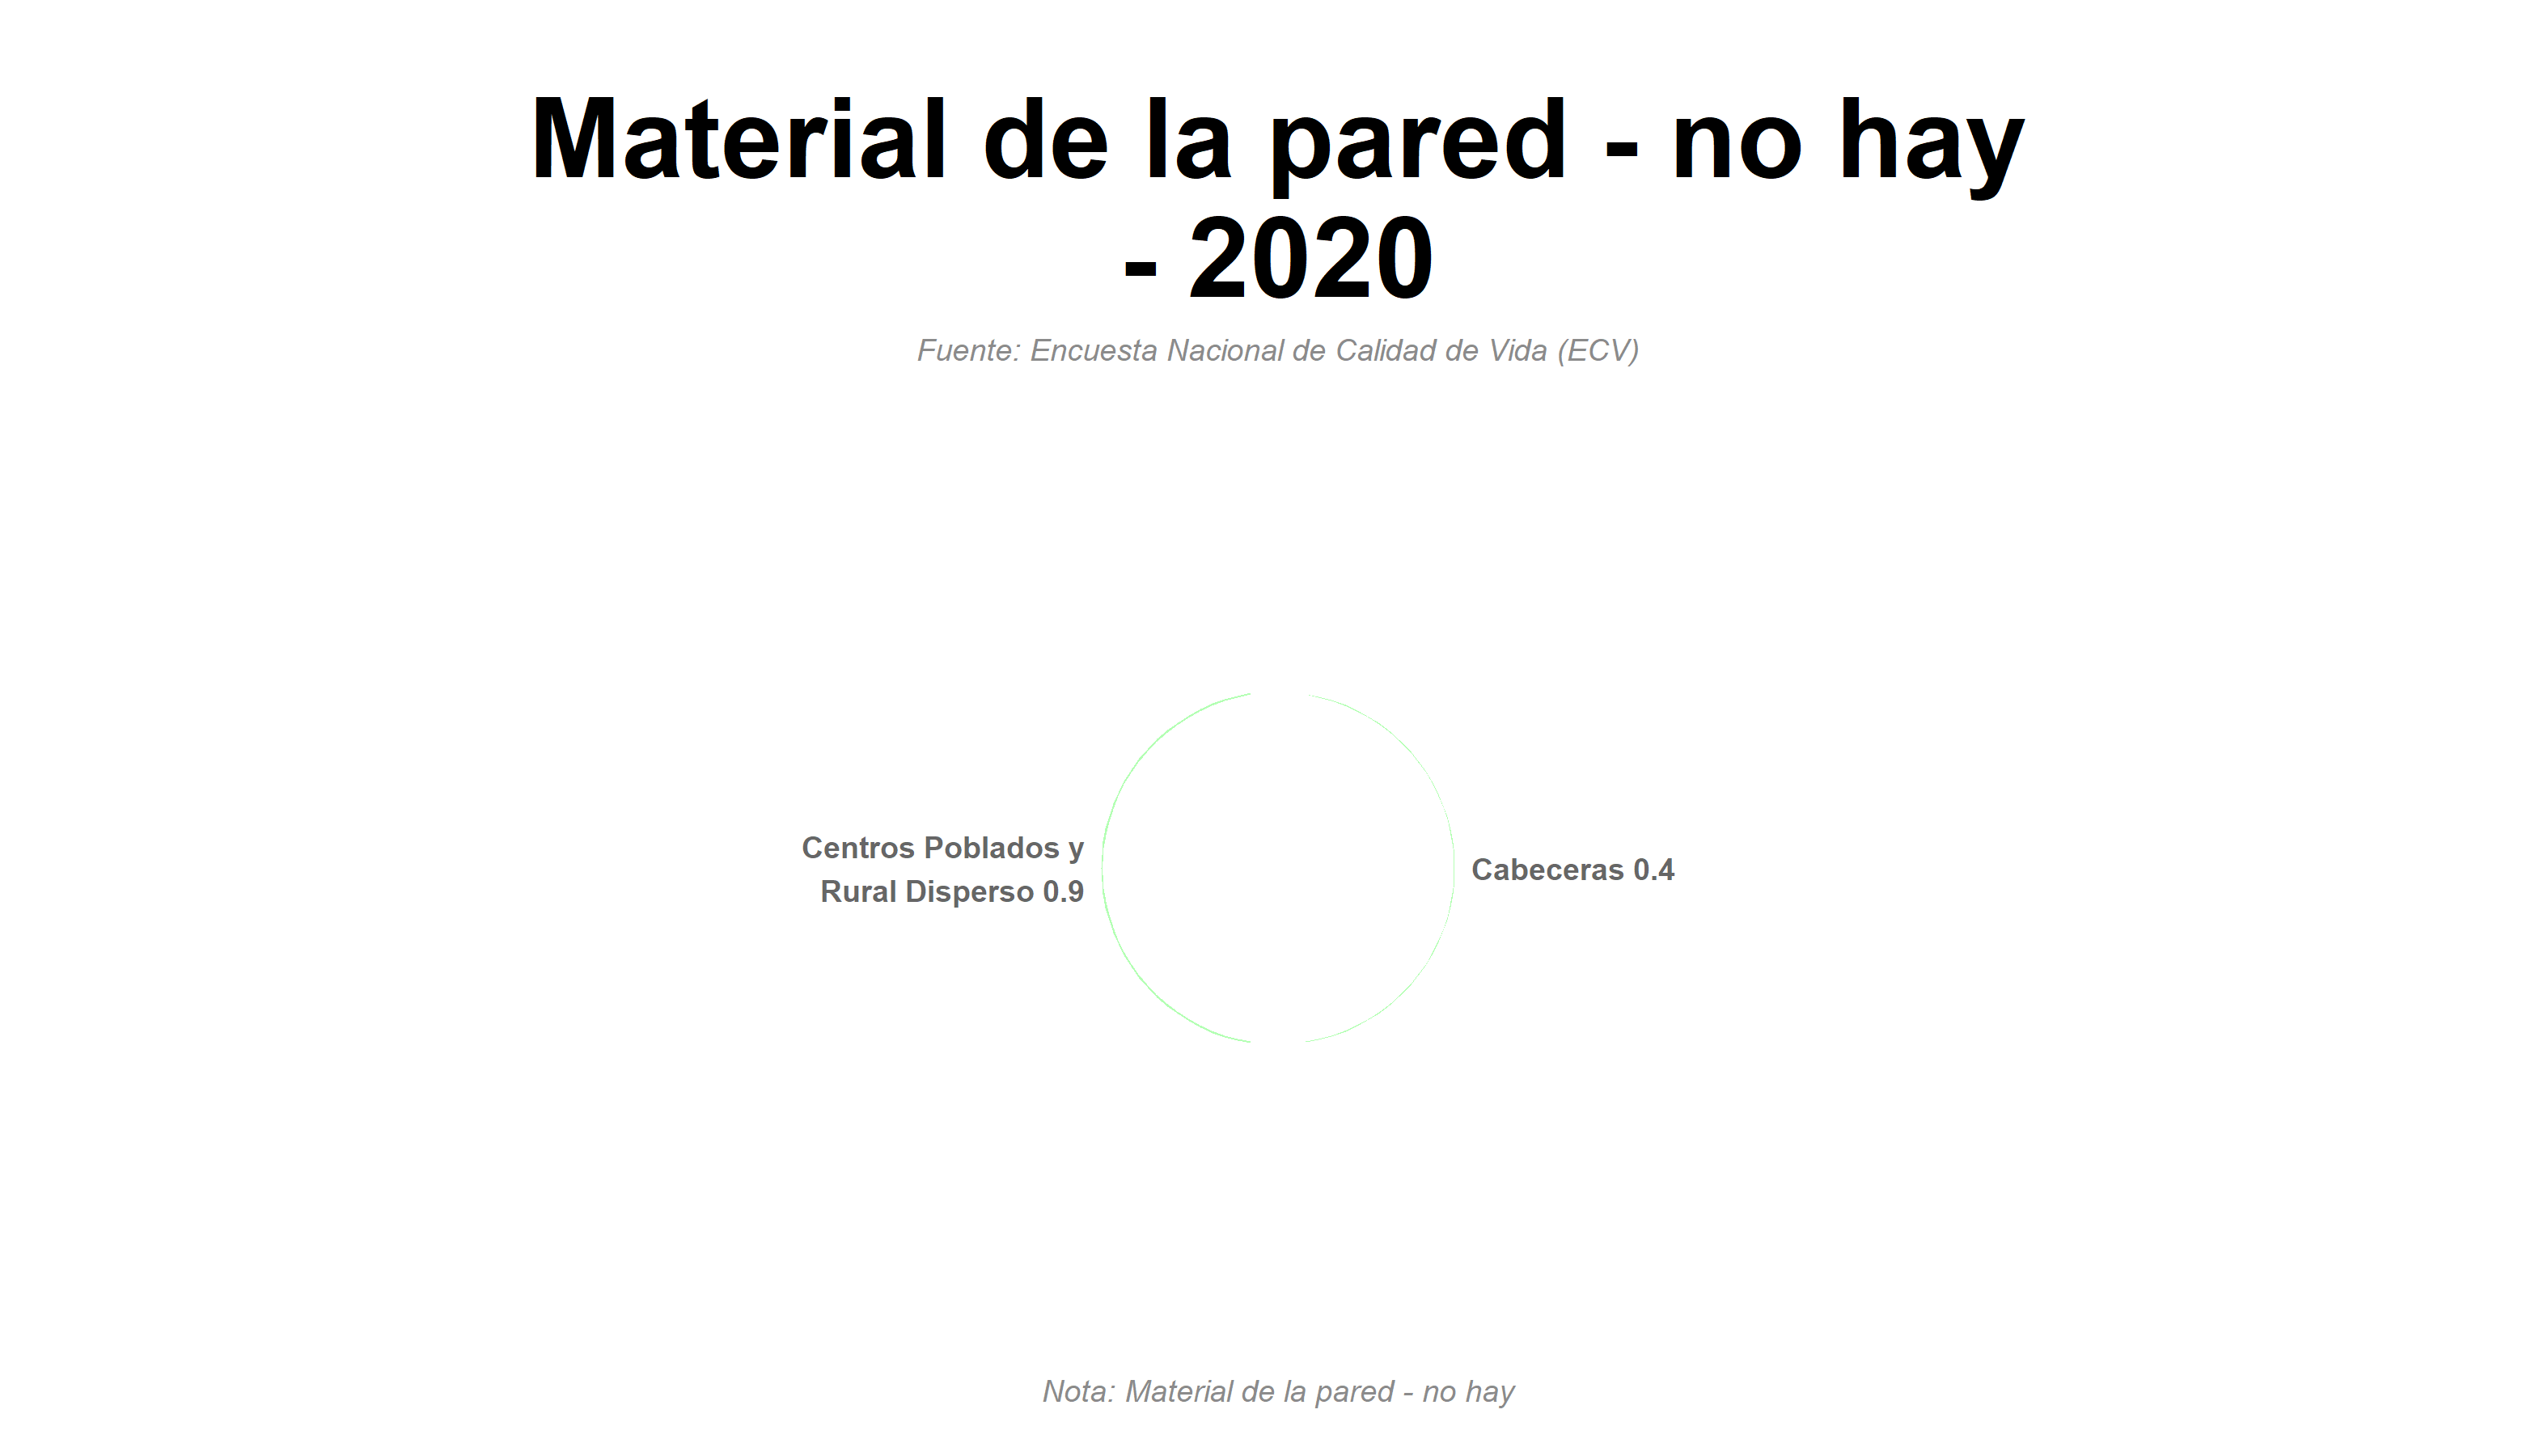 Material de la pared - no hay
- 2020
Fuente: Encuesta Nacional de Calidad de Vida (ECV)
Centros Poblados y
Rural Disperso 0.9
Cabeceras 0.4
Nota: Material de la pared - no hay